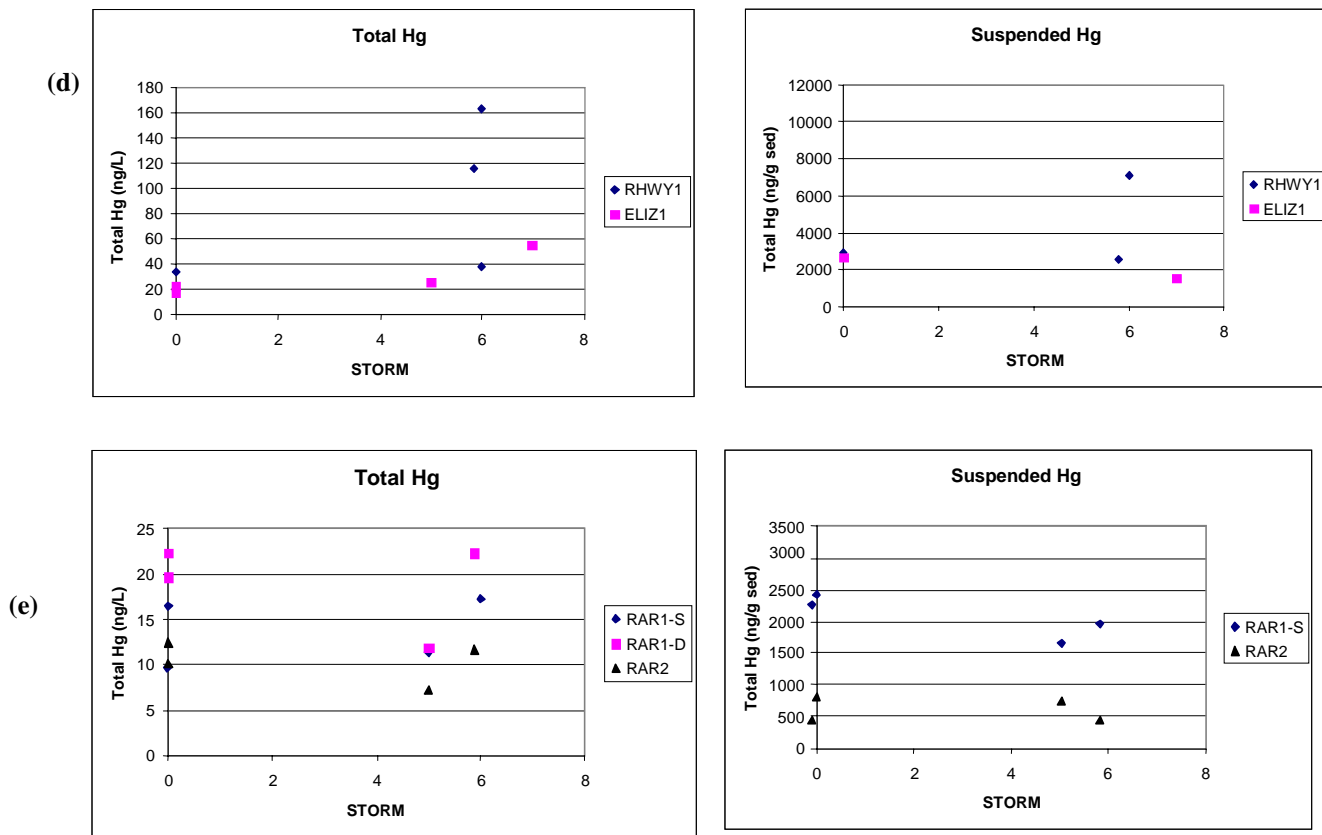 (d)
Total Hg
Total Hg (ng/L)
180
160
140
120
100
80
60
40
20
0
0 2 4 6 8
STORM
RHWY1
ELIZ1
Suspended Hg
Total Hg (ng/g sed)
12000
10000
8000
6000
4000
2000
0
0 2 4 6 8
STORM
RHWY1
ELIZ1
(e)
Total Hg
Total Hg (ng/L)
25
20
15
10
5
0
0 2 4 6 8
STORM
RAR1-S
RAR1-D
RAR2
Suspended Hg
Total Hg (ng/g sed)
3500
3000
2500
2000
1500
1000
500
0
0 2 4 6 8
STORM
RAR1-S
RAR2